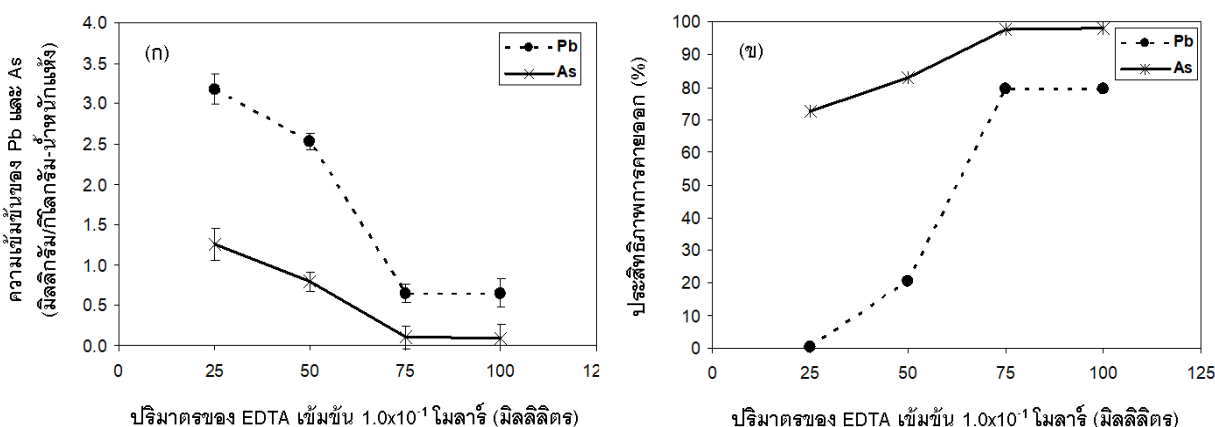 ความเข้มข้นของ Pb และ As
(มิลลิกรัม/กิโลกรัม-น้ำหนักแห้ง)
4.0
3.5
3.0
2.5
2.0
1.5
1.0
0.5
0.0
(ก)
Pb
As
0
25
50
75
100
12
ปริมาตรของ EDTA เข้มข้น 1.0x10⁻¹ โมลาร์ (มิลลิลิตร)
ประสิทธิภาพการคายออก (%)
100
90
80
70
60
50
40
30
20
10
0
(ข)
Pb
As
0
25
50
75
100
125
ปริมาตรของ EDTA เข้มข้น 1.0x10⁻¹ โมลาร์ (มิลลิลิตร)